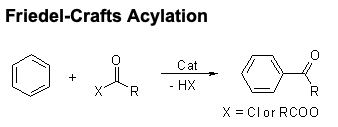 Friedel-Crafts Acylation
+
O
X
R
Cat
- HX
O
R
X = Cl or RCOO